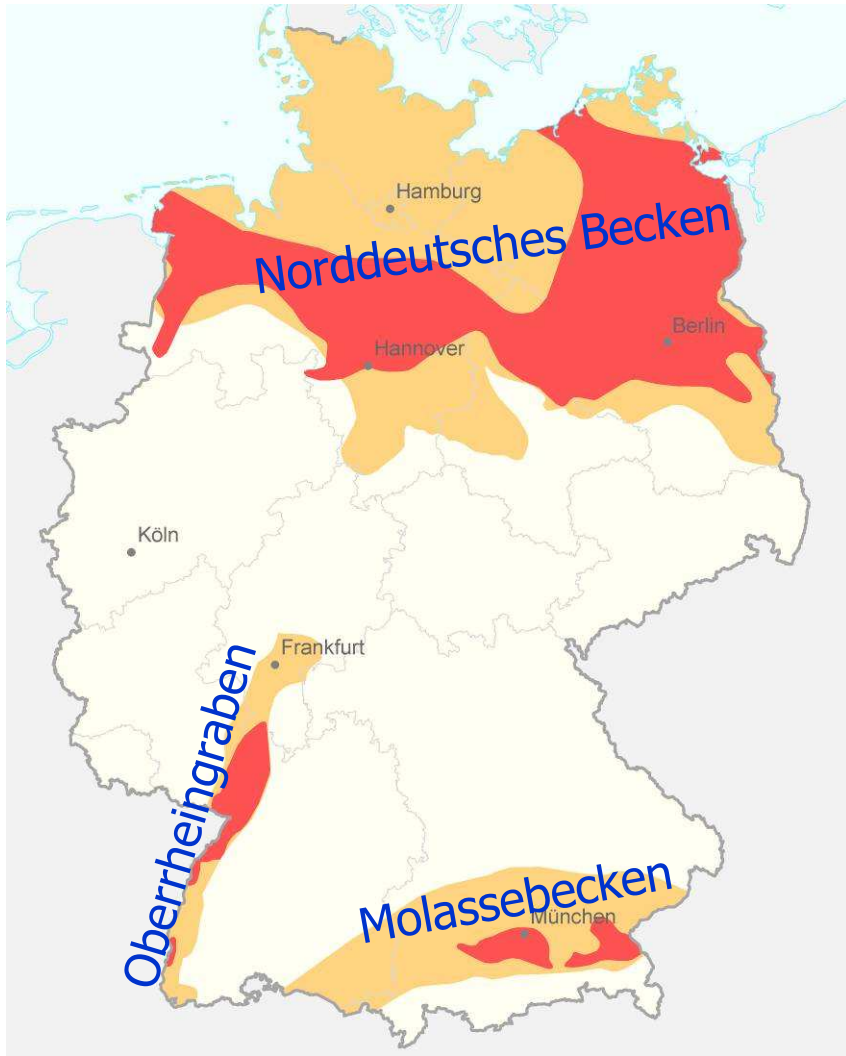 Hamburg
Norddeutsches Becken
Berlin
Hannover
Köln
Frankfurt
Oberrheingraben
Molassebecken
München